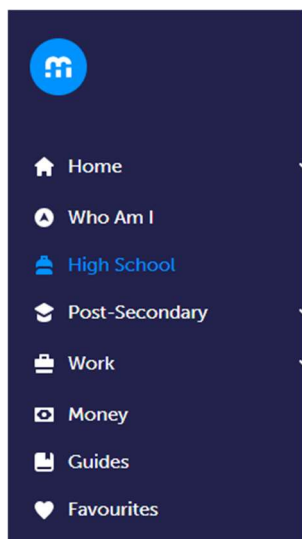 Home
Who Am I
High School
Post-Secondary
Work
Money
Guides
Favourites